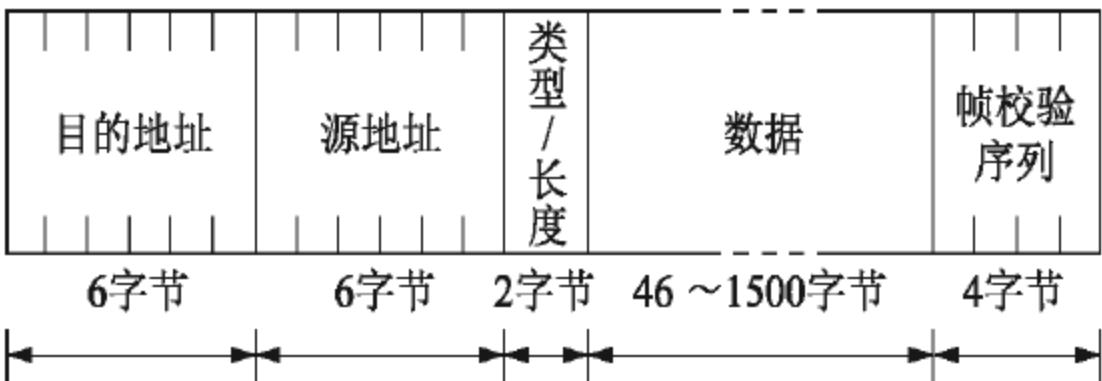 目的地址
源地址
类型/长度
数据
帧校验
序列
6字节
6字节
2字节
46～1500字节
4字节